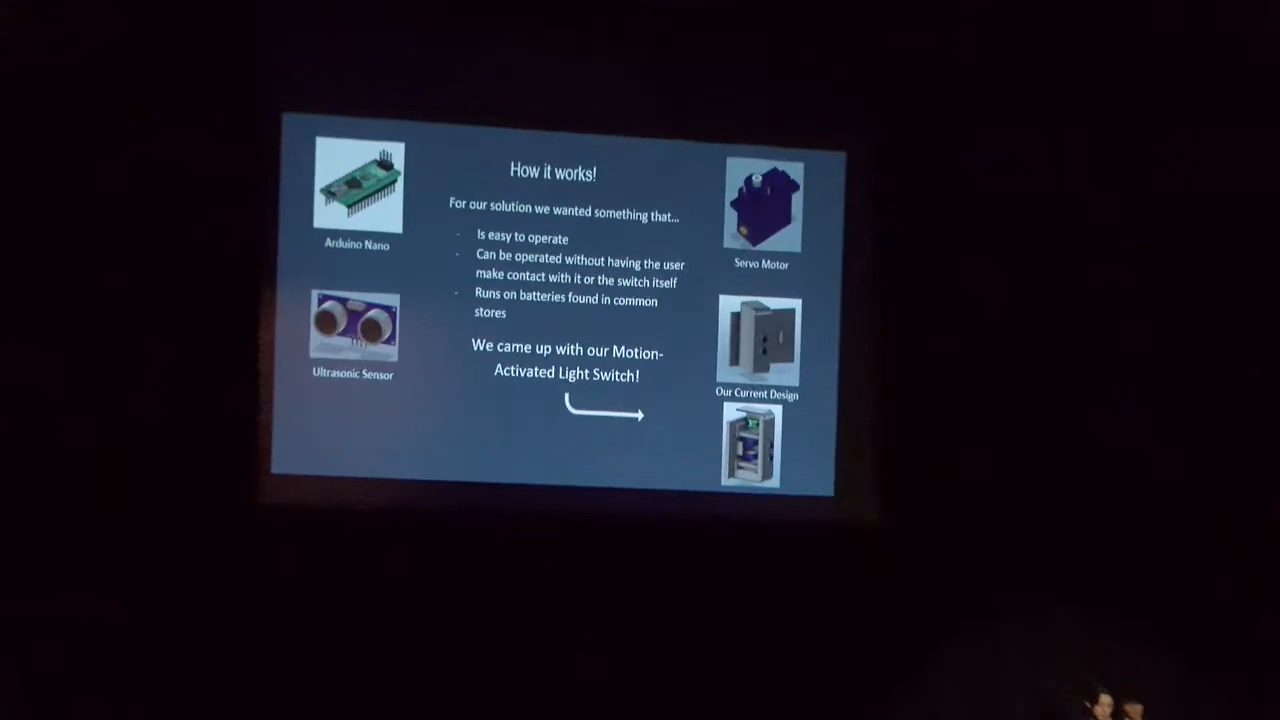 How it works!
For our solution we wanted something that...
- Is easy to operate
- Can be operated without having the user
make contact with it or the switch itself
- Runs on batteries found in common
stores
We came up with our Motion-
Activated Light Switch!
Arduino Nano
Ultrasonic Sensor
Servo Motor
Our Current Design